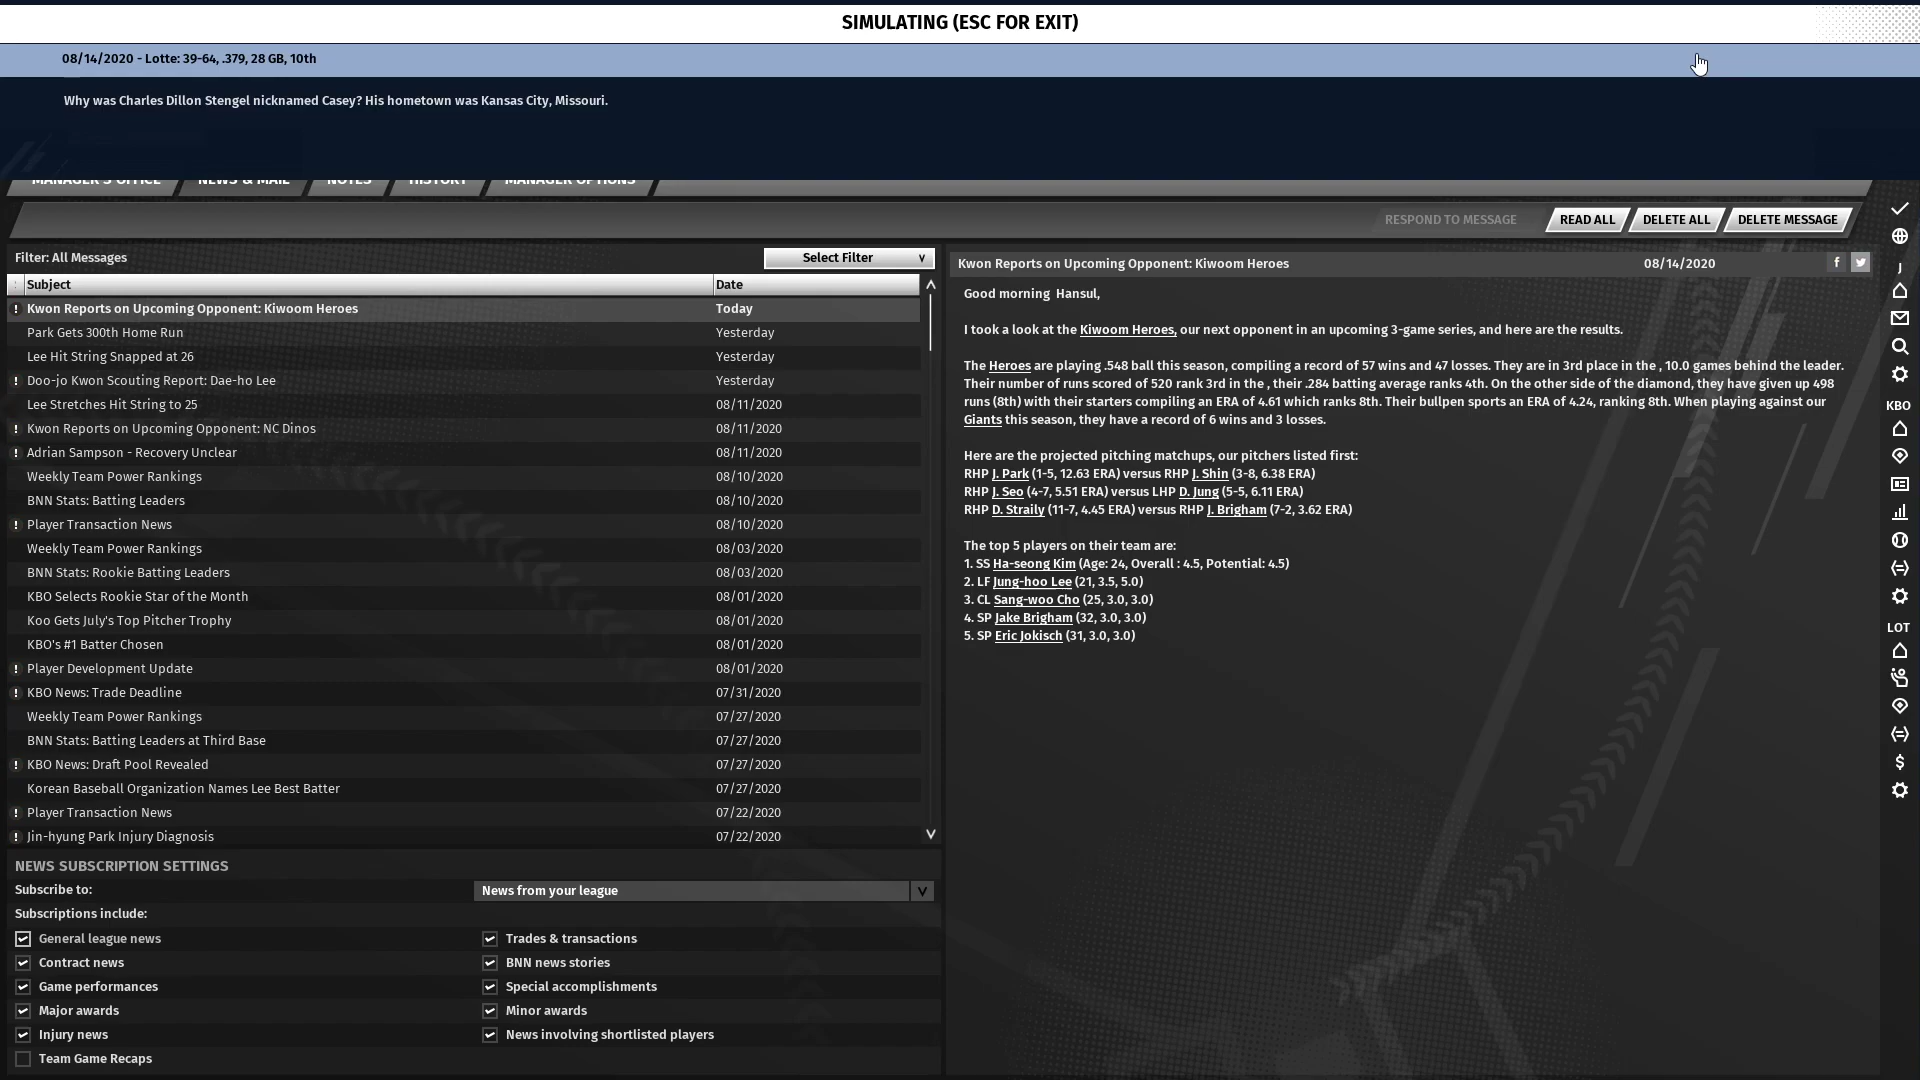 SIMULATING (ESC FOR EXIT)
08/14/2020 - Lotte: 39-64, .379, 28 GB, 10th
Why was Charles Dillon Stengel nicknamed Casey? His hometown was Kansas City, Missouri.
MANAGER'S OFFICE
NEWS & MAIL
NOTES
HISTORY
MANAGER OPTIONS
RESPOND TO MESSAGE
READ ALL
DELETE ALL
DELETE MESSAGE
Filter: All Messages
Select Filter
Subject Date
! Kwon Reports on Upcoming Opponent: Kiwoom Heroes Today
Park Gets 300th Home Run Yesterday
Lee Hit String Snapped at 26 Yesterday
! Doo-jo Kwon Scouting Report: Dae-ho Lee Yesterday
Lee Stretches Hit String to 25 08/11/2020
! Kwon Reports on Upcoming Opponent: NC Dinos 08/11/2020
! Adrian Sampson - Recovery Unclear 08/11/2020
Weekly Team Power Rankings 08/10/2020
BNN Stats: Batting Leaders 08/10/2020
! Player Transaction News 08/10/2020
Weekly Team Power Rankings 08/03/2020
BNN Stats: Rookie Batting Leaders 08/03/2020
KBO Selects Rookie Star of the Month 08/01/2020
Koo Gets July's Top Pitcher Trophy 08/01/2020
KBO's #1 Batter Chosen 08/01/2020
! Player Development Update 08/01/2020
! KBO News: Trade Deadline 07/31/2020
Weekly Team Power Rankings 07/27/2020
BNN Stats: Batting Leaders at Third Base 07/27/2020
! KBO News: Draft Pool Revealed 07/27/2020
Korean Baseball Organization Names Lee Best Batter 07/27/2020
! Player Transaction News 07/22/2020
! Jin-hyung Park Injury Diagnosis 07/22/2020
NEWS SUBSCRIPTION SETTINGS
Subscribe to: News from your league
Subscriptions include:
General league news Trades & transactions
Contract news BNN news stories
Game performances Special accomplishments
Major awards Minor awards
Injury news News involving shortlisted players
Team Game Recaps
Kwon Reports on Upcoming Opponent: Kiwoom Heroes 08/14/2020
Good morning Hansul,
I took a look at the Kiwoom Heroes, our next opponent in an upcoming 3-game series, and here are the results.
The Heroes are playing .548 ball this season, compiling a record of 57 wins and 47 losses. They are in 3rd place in the , 10.0 games behind the leader.
Their number of runs scored of 520 rank 3rd in the , their .284 batting average ranks 4th. On the other side of the diamond, they have given up 498
runs (8th) with their starters compiling an ERA of 4.61 which ranks 8th. Their bullpen sports an ERA of 4.24, ranking 8th. When playing against our
Giants this season, they have a record of 6 wins and 3 losses.
Here are the projected pitching matchups, our pitchers listed first:
RHP J. Park (1-5, 12.63 ERA) versus RHP J. Shin (3-8, 6.38 ERA)
RHP J. Seo (4-7, 5.51 ERA) versus LHP D. Jung (5-5, 6.11 ERA)
RHP D. Straily (11-7, 4.45 ERA) versus RHP J. Brigham (7-2, 3.62 ERA)
The top 5 players on their team are:
1. SS Ha-seong Kim (Age: 24, Overall : 4.5, Potential: 4.5)
2. LF Jung-hoo Lee (21, 3.5, 5.0)
3. CL Sang-woo Cho (25, 3.0, 3.0)
4. SP Jake Brigham (32, 3.0, 3.0)
5. SP Eric Jokisch (31, 3.0, 3.0)
J
KBO
LOT